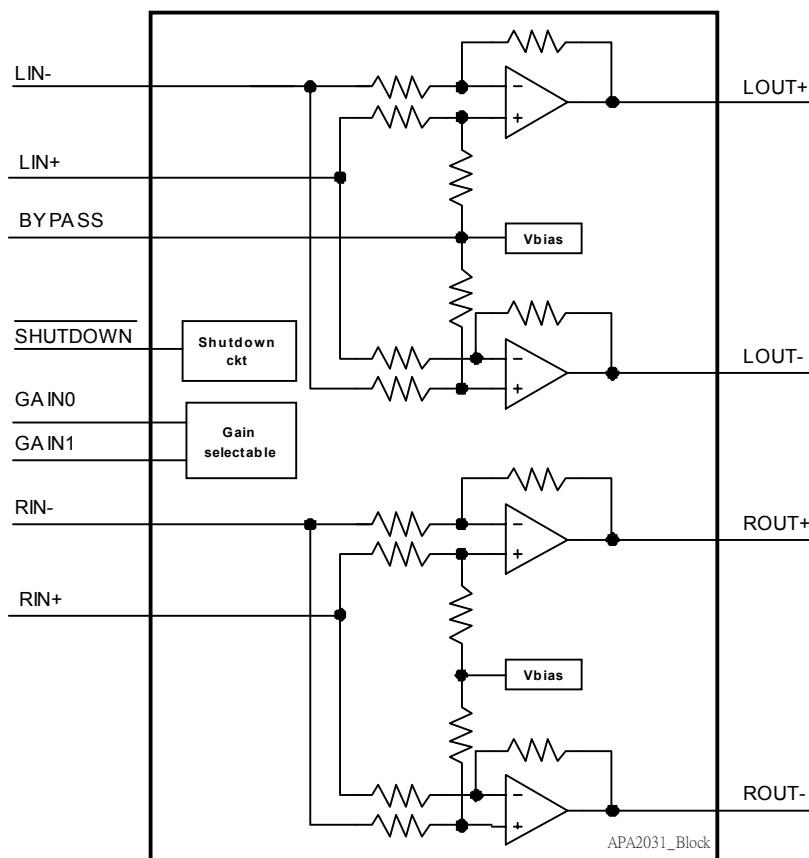 LIN-
LOUT+
LIN+
BYPASS
Vbias
SHUTDOWN
Shutdown
ckt
LOUT-
GAIN0
GAIN1
Gain
selectable
RIN-
ROUT+
RIN+
Vbias
ROUT-
APA2031_Block
-
+
-
+
-
+
-
+